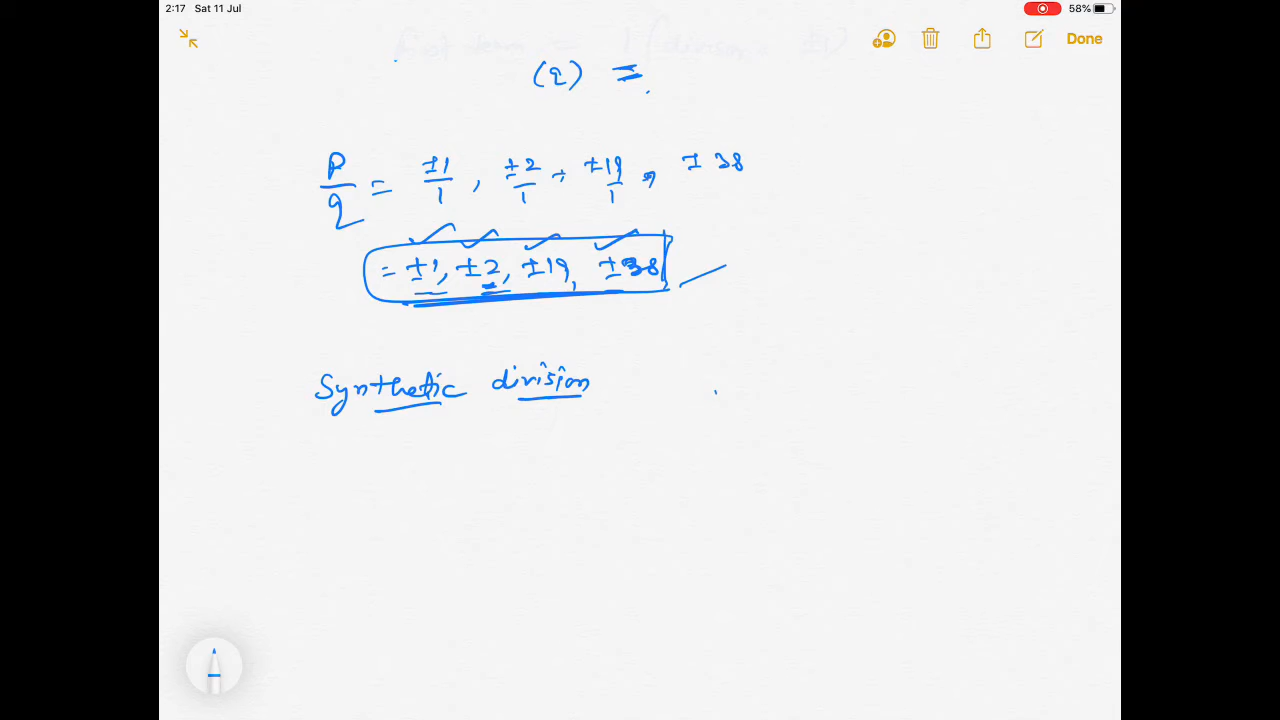 2:17 Sat 11 Jul 58%
Done
(q) =
P/q = ±1/1, ±2/1, ±19/1, ±38
= ±1, ±2, ±19, ±38
Synthetic division